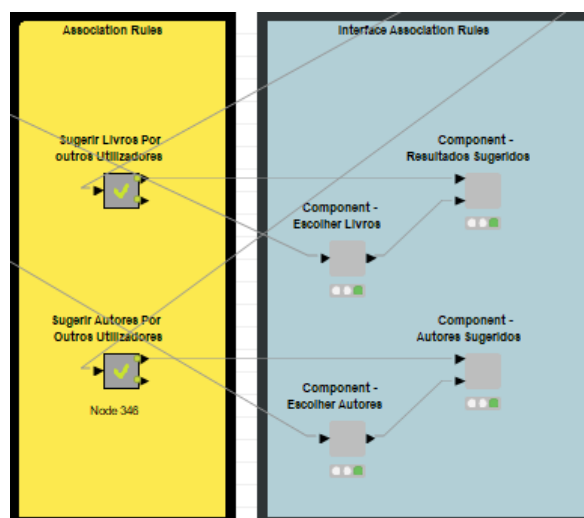 Association Rules
Interface Association Rules
Sugerir Livros Por
outros Utilizadores
Component -
Resultados Sugeridos
Component -
Escolher Livros
Sugerir Autores Por
Outros Utilizadores
Component -
Autores Sugeridos
Component -
Escolher Autores
Node 346